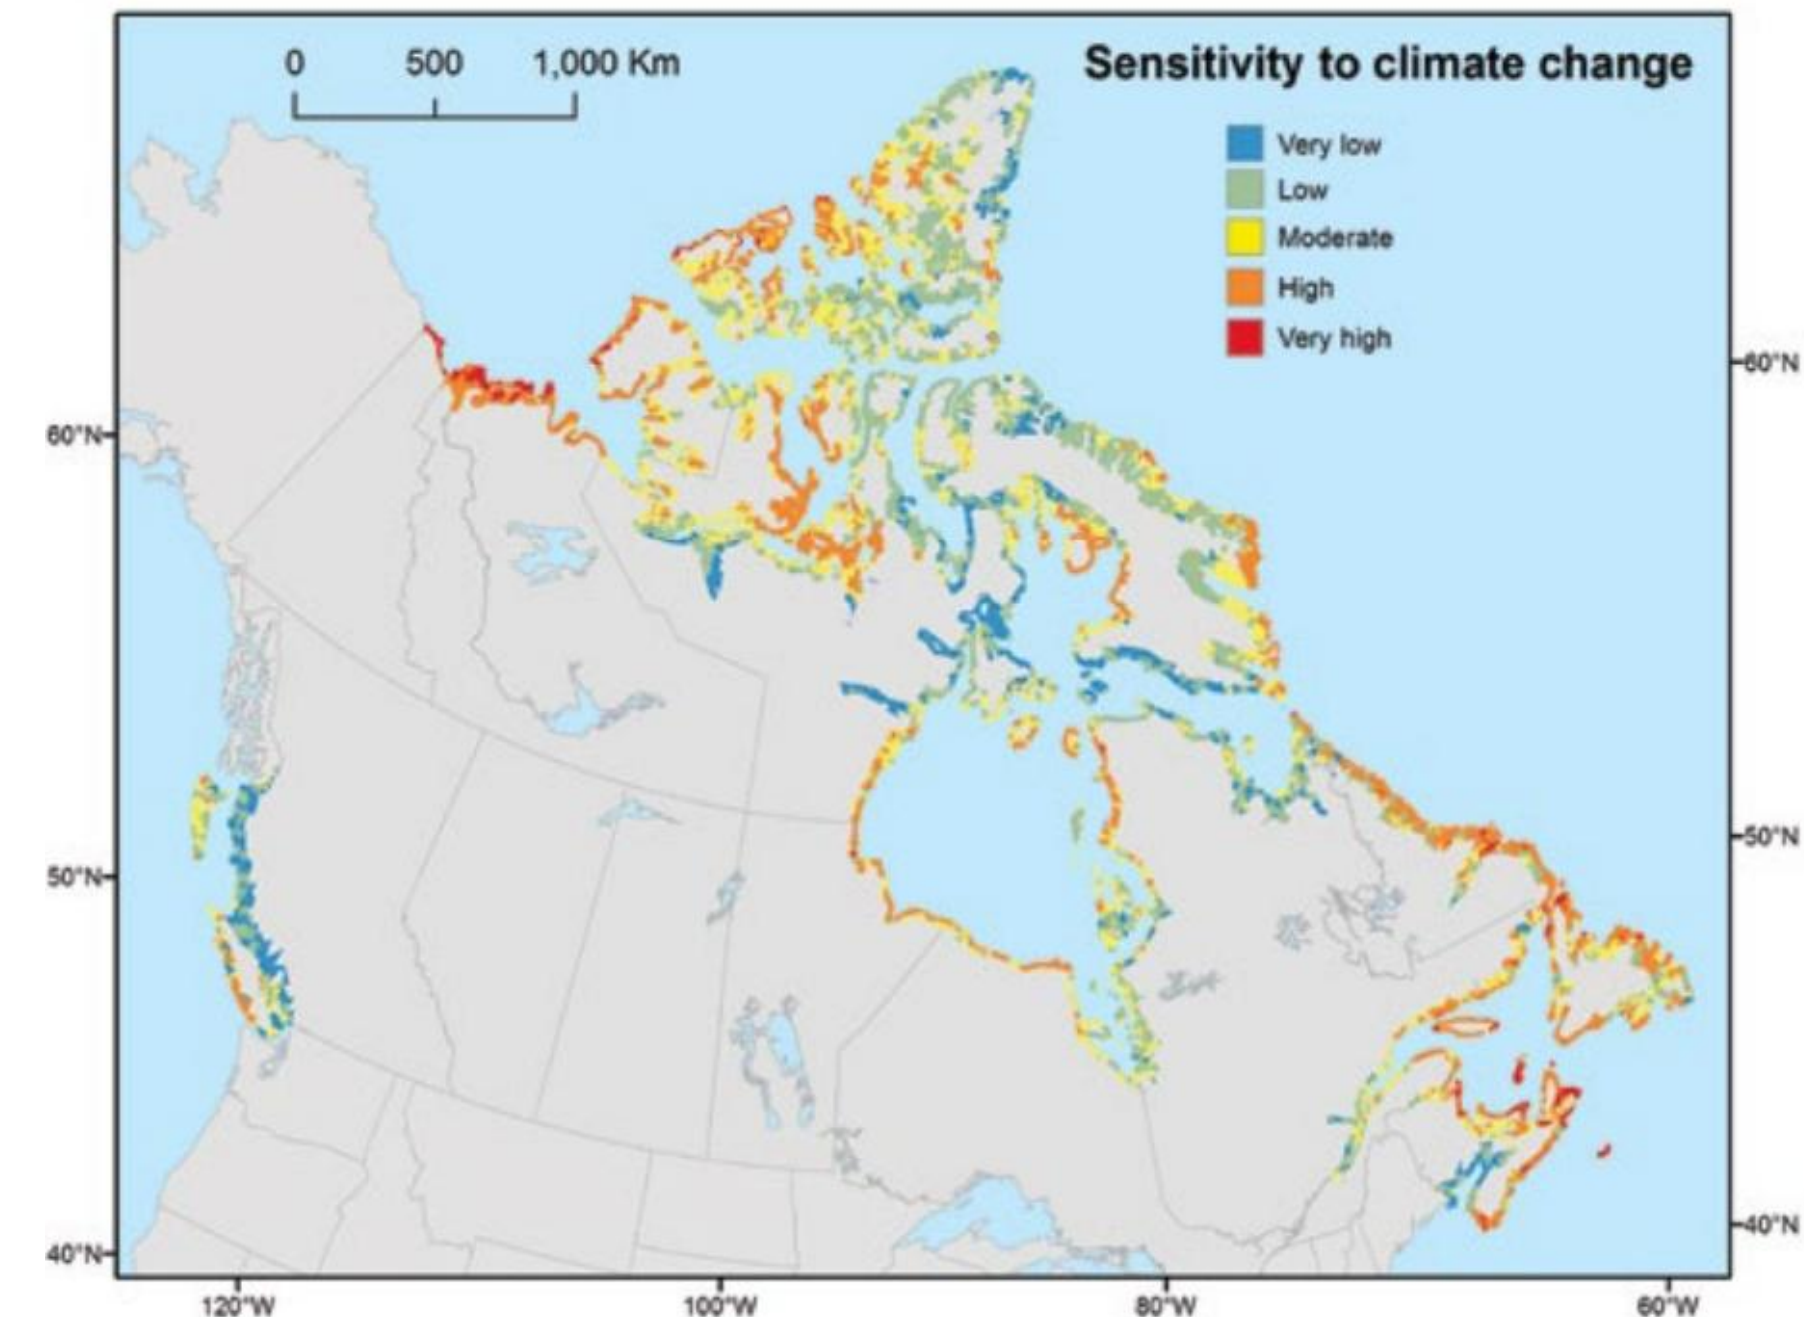 0 500 1,000 Km
Sensitivity to climate change
Very low
Low
Moderate
High
Very high
60°N
60°N
50°N
50°N
40°N
40°N
120°W 100°W 80°W 60°W